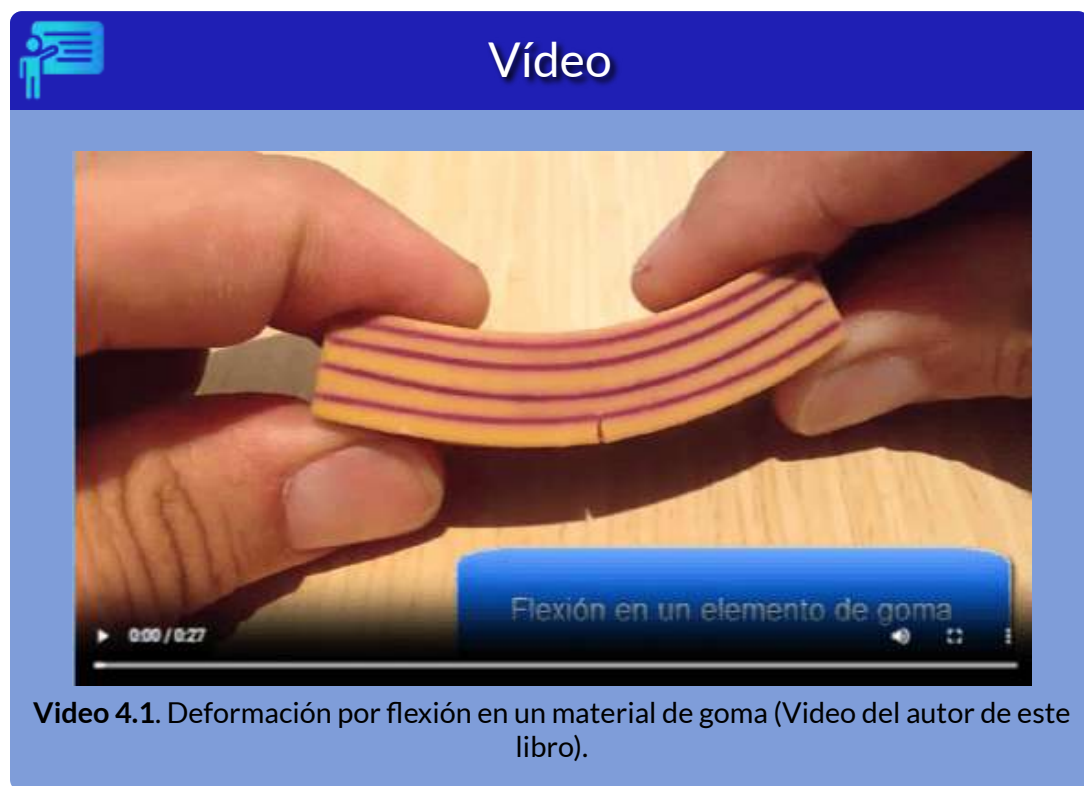 Vídeo
Flexión en un elemento de goma
0:00 / 0:27
Video 4.1. Deformación por flexión en un material de goma (Video del autor de este
libro).